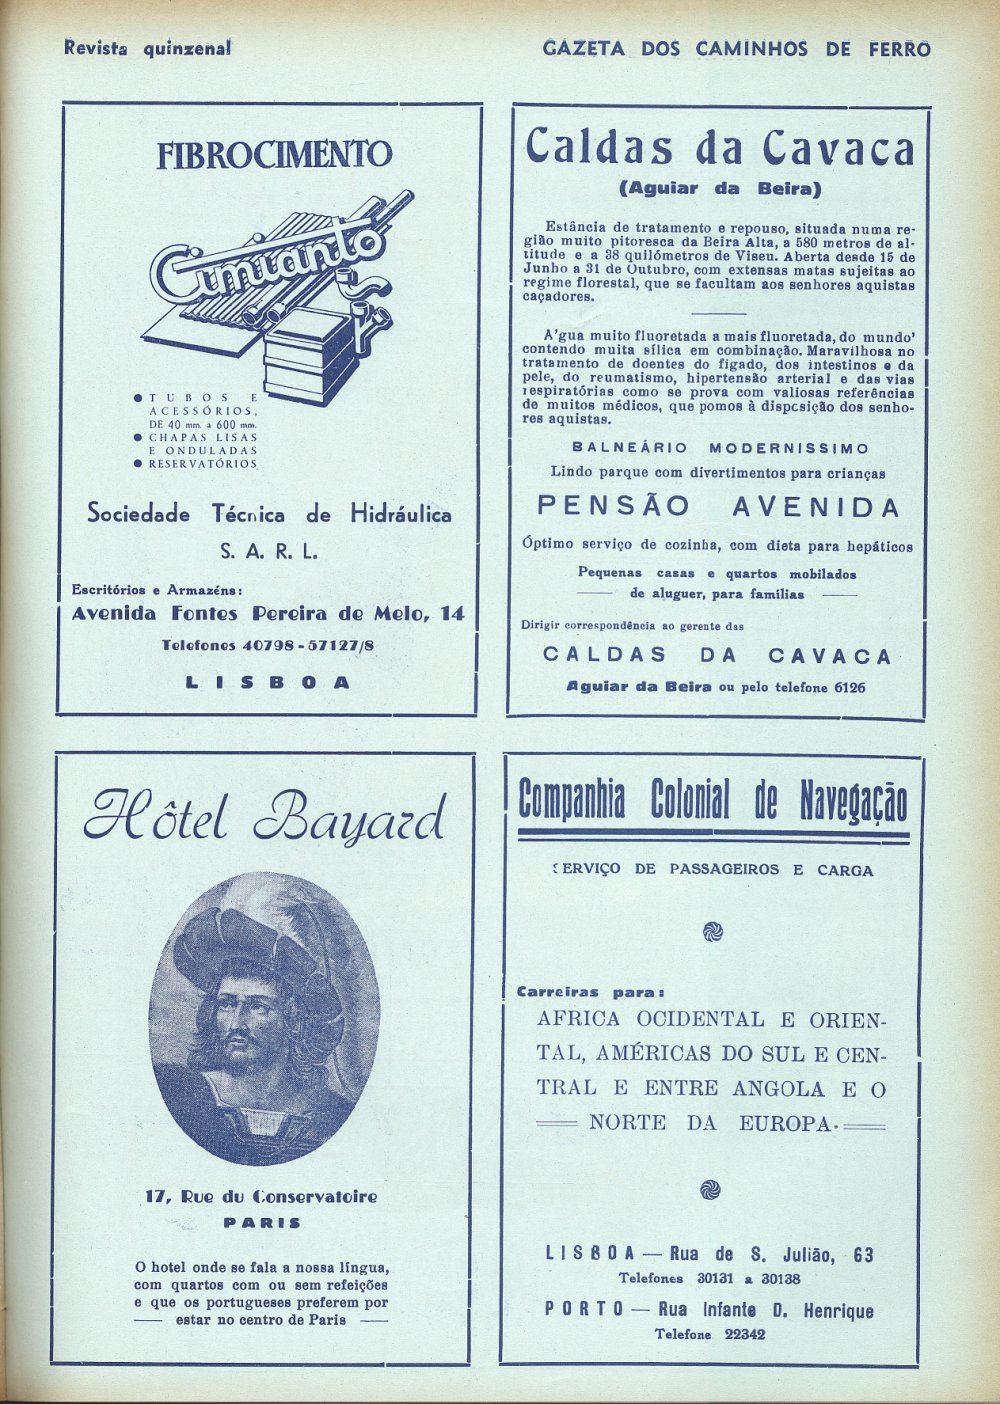 Revista quinzenal
GAZETA DOS CAMINHOS DE FERRO
FIBROCIMENTO
Cimianto
● TUBOS E
ACESSÓRIOS,
DE 40 mm. a 600 mm.
● CHAPAS LISAS
E ONDULADAS
● RESERVATÓRIOS
Sociedade Técnica de Hidráulica
S. A. R. L.
Escritórios e Armazéns:
Avenida Fontes Pereira de Melo, 14
Telefones 40798-57127/8
LISBOA
Caldas da Cavaca
(Aguiar da Beira)
Estância de tratamento e repouso, situada numa re-
gião muito pitoresca da Beira Alta, a 580 metros de al-
titude e a 38 quilómetros de Viseu. Aberta desde 15 de
Junho a 31 de Outubro, com extensas matas sujeitas ao
regime florestal, que se facultam aos senhores aquistas
caçadores.
A'gua muito fluoretada a mais fluoretada, do mundo'
contendo muita sílica em combinação. Maravilhosa no
tratamento de doentes do fígado, dos intestinos e da
pele, do reumatismo, hipertensão arterial e das vias
respiratórias como se prova com valiosas referências
de muitos médicos, que pomos à disposição dos senho-
res aquistas.
BALNEÁRIO MODERNISSIMO
Lindo parque com divertimentos para crianças
PENSÃO AVENIDA
Óptimo serviço de cozinha, com dieta para hepáticos
Pequenas casas e quartos mobilados
de aluguer, para famílias
Dirigir correspondência ao gerente das
CALDAS DA CAVACA
Aguiar da Beira ou pelo telefone 6126
Hôtel Bayard
17, Rue du Conservatoire
PARIS
O hotel onde se fala a nossa língua,
com quartos com ou sem refeições
e que os portugueses preferem por
estar no centro de Paris
Companhia Colonial de Navegação
SERVIÇO DE PASSAGEIROS E CARGA
Carreiras para:
AFRICA OCIDENTAL E ORIEN-
TAL, AMÉRICAS DO SUL E CEN-
TRAL E ENTRE ANGOLA E O
NORTE DA EUROPA.
LISBOA — Rua de S. Julião, 63
Telefones 30131 a 30138
PORTO — Rua Infante D. Henrique
Telefone 22342